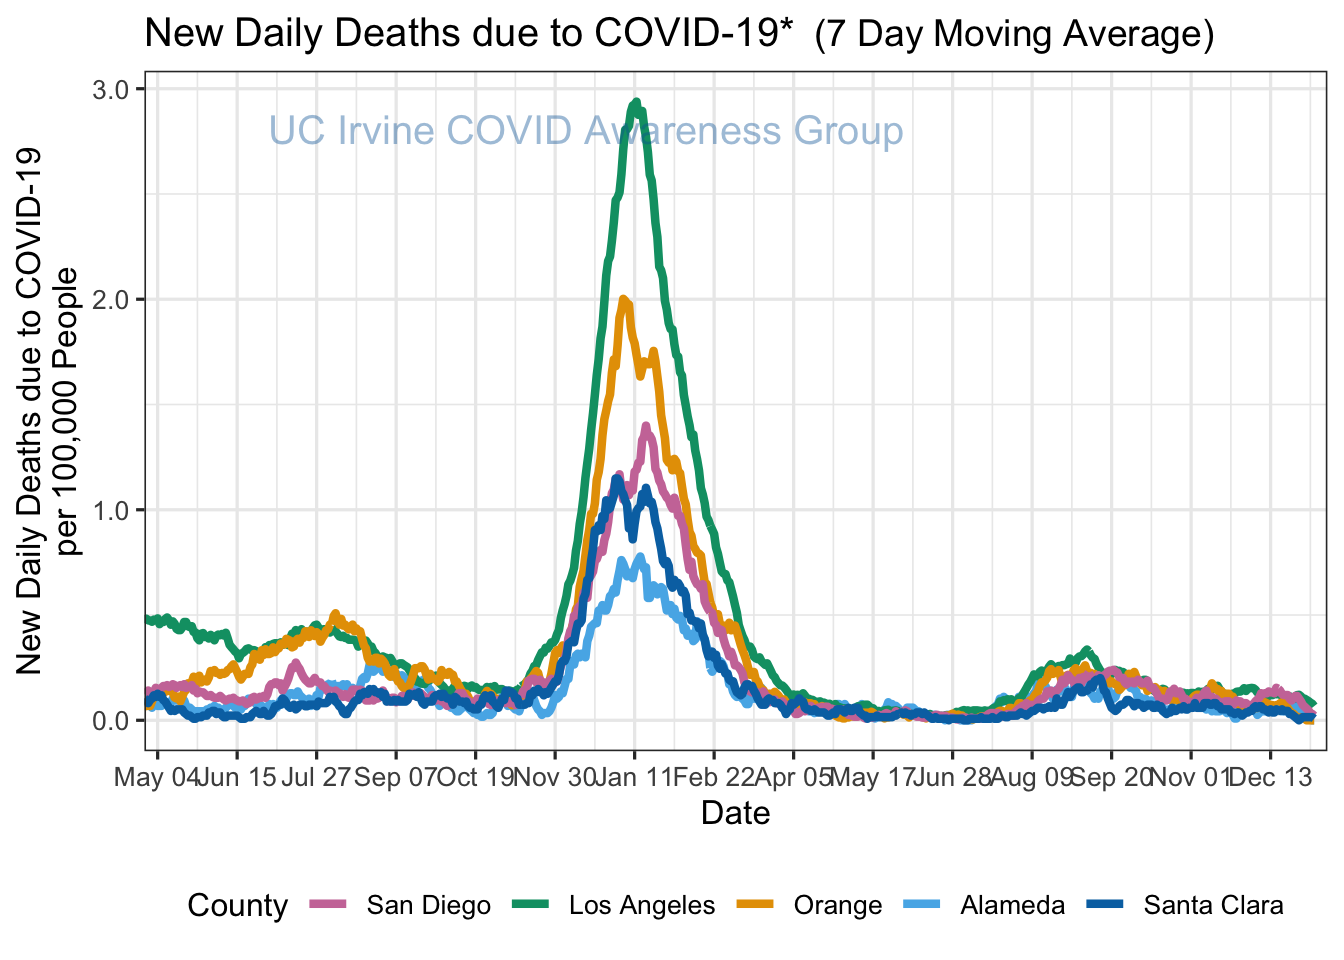 New Daily Deaths due to COVID-19* (7 Day Moving Average)
UC Irvine COVID Awareness Group
New Daily Deaths due to COVID-19
per 100,000 People
3.0
2.0
1.0
0.0
May 04 Jun 15 Jul 27 Sep 07 Oct 19 Nov 30 Jan 11 Feb 22 Apr 05 May 17 Jun 28 Aug 09 Sep 20 Nov 01 Dec 13
Date
County San Diego Los Angeles Orange Alameda Santa Clara